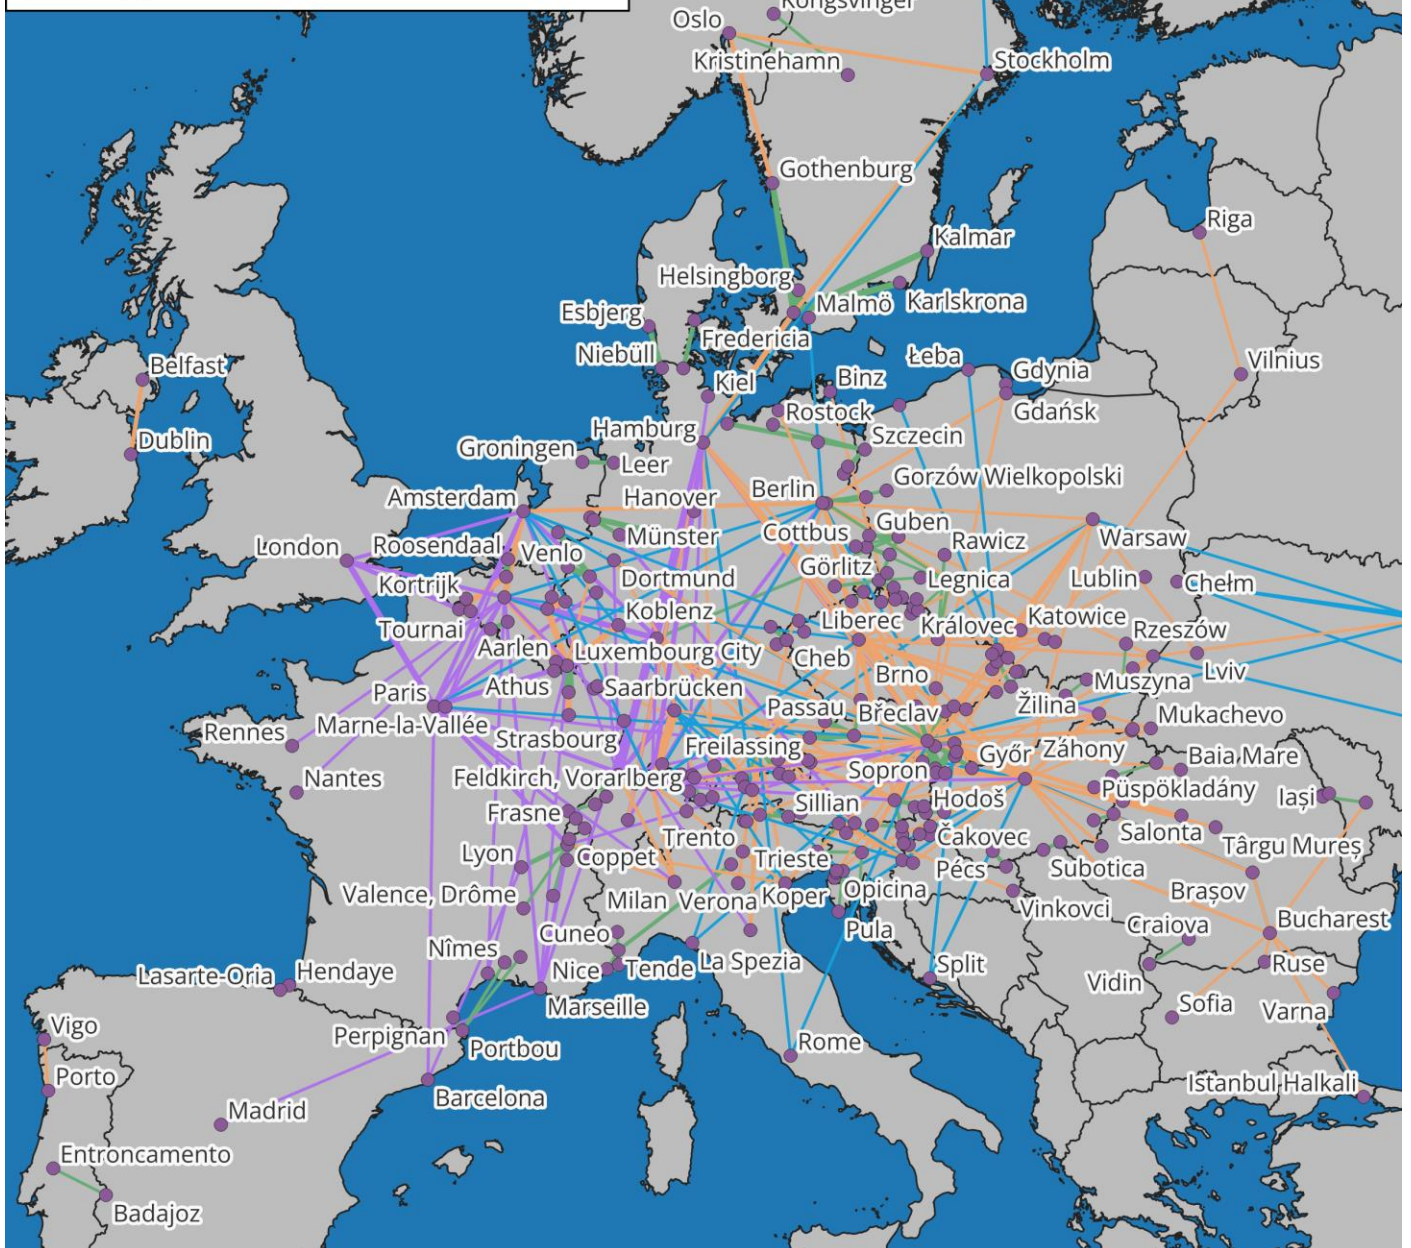 Kongsvinger
Oslo
Kristinehamn
Stockholm
Gothenburg
Riga
Kalmar
Helsingborg
Malmö
Karlskrona
Esbjerg
Fredericia
Niebüll
Łeba
Vilnius
Belfast
Kiel
Binz
Gdynia
Gdańsk
Rostock
Hamburg
Szczecin
Dublin
Groningen
Leer
Gorzów Wielkopolski
Amsterdam
Hanover
Berlin
Guben
London
Roosendaal
Münster
Cottbus
Rawicz
Warsaw
Venlo
Görlitz
Kortrijk
Dortmund
Legnica
Lublin
Chełm
Koblenz
Liberec
Královec
Katowice
Tournai
Rzeszów
Aarlen
Luxembourg City
Cheb
Lviv
Brno
Athus
Saarbrücken
Muszyna
Paris
Passau
Břeclav
Žilina
Marne-la-Vallée
Mukachevo
Rennes
Strasbourg
Freilassing
Győr
Záhony
Baia Mare
Nantes
Feldkirch, Vorarlberg
Sopron
Püspökladány
Iași
Frasne
Sillian
Hodoš
Salonta
Trento
Čakovec
Târgu Mureș
Lyon
Coppet
Trieste
Pécs
Subotica
Valence, Drôme
Milan
Verona
Koper
Opicina
Brașov
Vinkovci
Craiova
Bucharest
Nîmes
Cuneo
Pula
Lasarte-Oria
Hendaye
Nice
Tende
La Spezia
Split
Vidin
Ruse
Marseille
Sofia
Varna
Vigo
Perpignan
Portbou
Rome
Porto
Barcelona
Istanbul Halkali
Madrid
Entroncamento
Badajoz